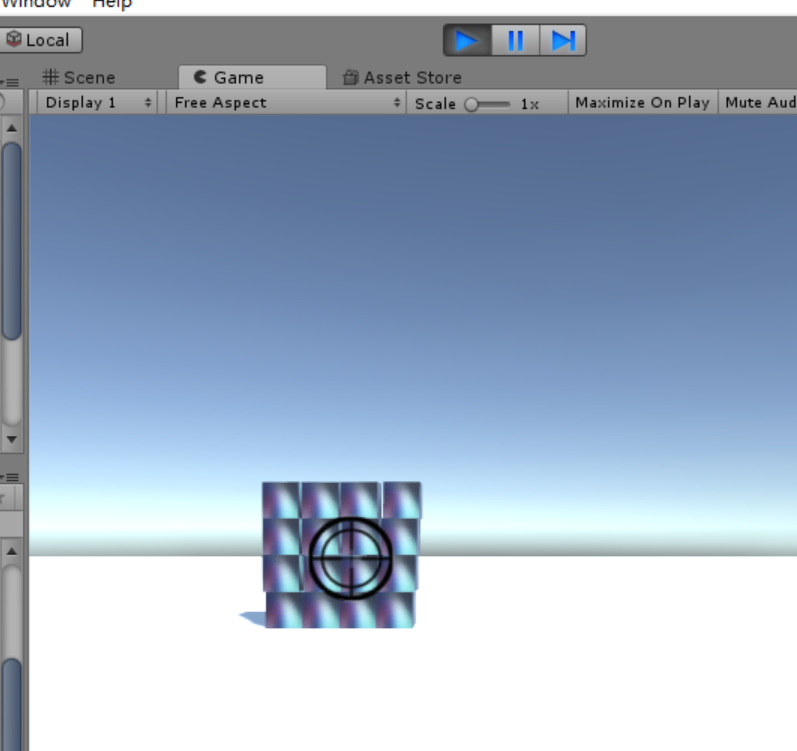 Window Help
Local
Scene Game Asset Store
Display 1 Free Aspect Scale 1x Maximize On Play Mute Aud